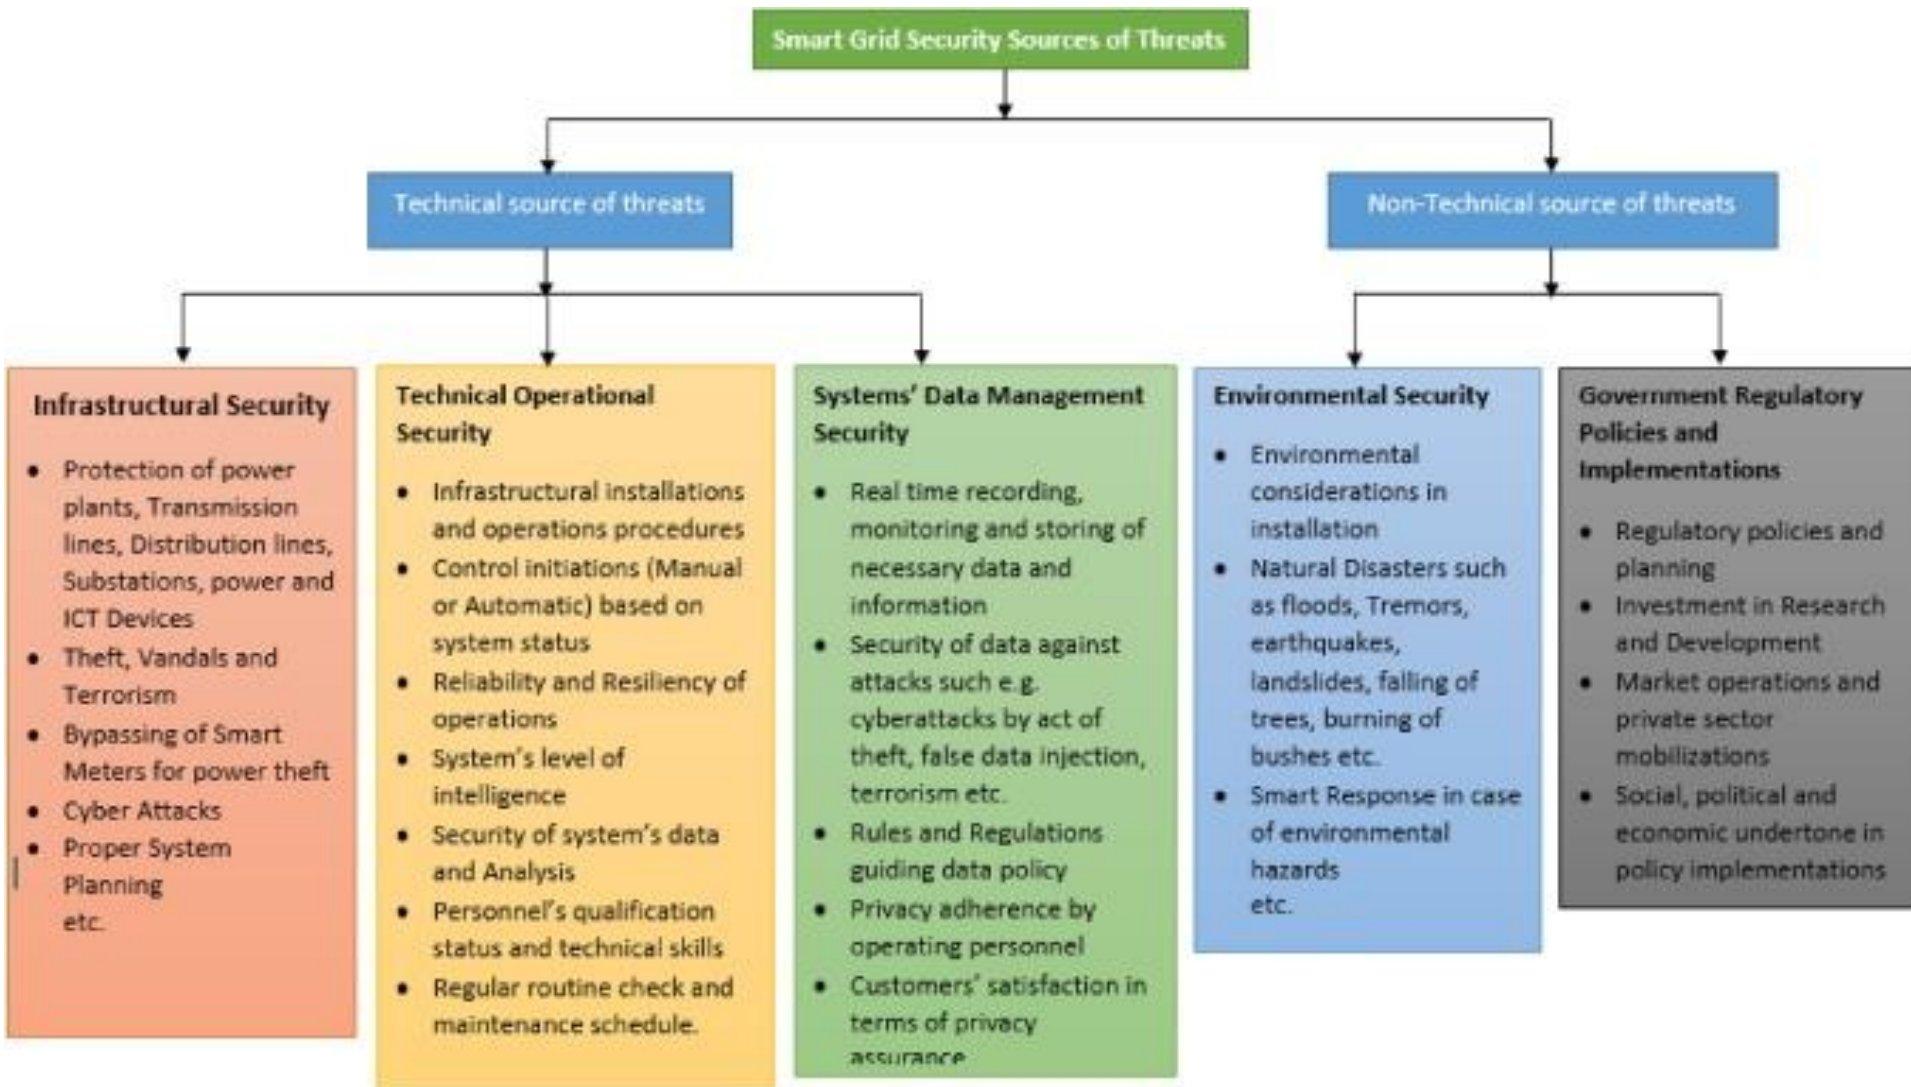 Smart Grid Security Sources of Threats
Technical source of threats
Non-Technical source of threats
Infrastructural Security
● Protection of power
plants, Transmission
lines, Distribution lines,
Substations, power and
ICT Devices
● Theft, Vandals and
Terrorism
● Bypassing of Smart
Meters for power theft
● Cyber Attacks
● Proper System
Planning
etc.
Technical Operational
Security
● Infrastructural installations
and operations procedures
● Control initiations (Manual
or Automatic) based on
system status
● Reliability and Resiliency of
operations
● System's level of
intelligence
● Security of system's data
and Analysis
● Personnel's qualification
status and technical skills
● Regular routine check and
maintenance schedule.
Systems' Data Management
Security
● Real time recording,
monitoring and storing of
necessary data and
information
● Security of data against
attacks such e.g.
cyberattacks by act of
theft, false data injection,
terrorism etc.
● Rules and Regulations
guiding data policy
● Privacy adherence by
operating personnel
● Customers' satisfaction in
terms of privacy
assurance
Environmental Security
● Environmental
considerations in
installation
● Natural Disasters such
as floods, Tremors,
earthquakes,
landslides, falling of
trees, burning of
bushes etc.
● Smart Response in case
of environmental
hazards
etc.
Government Regulatory
Policies and
Implementations
● Regulatory policies and
planning
● Investment in Research
and Development
● Market operations and
private sector
mobilizations
● Social, political and
economic undertone in
policy implementations